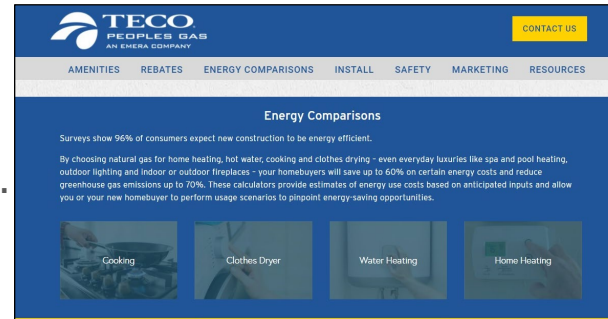 TECO.
PEOPLES GAS
AN EMERA COMPANY
CONTACT US
AMENITIES REBATES ENERGY COMPARISONS INSTALL SAFETY MARKETING RESOURCES
Energy Comparisons
Surveys show 96% of consumers expect new construction to be energy efficient.
By choosing natural gas for home heating, hot water, cooking and clothes drying – even everyday luxuries like spa and pool heating,
outdoor lighting and indoor or outdoor fireplaces – your homebuyers will save up to 60% on certain energy costs and reduce
greenhouse gas emissions up to 70%. These calculators provide estimates of energy use costs based on anticipated inputs and allow
you or your new homebuyer to perform usage scenarios to pinpoint energy-saving opportunities.
Cooking Clothes Dryer Water Heating Home Heating